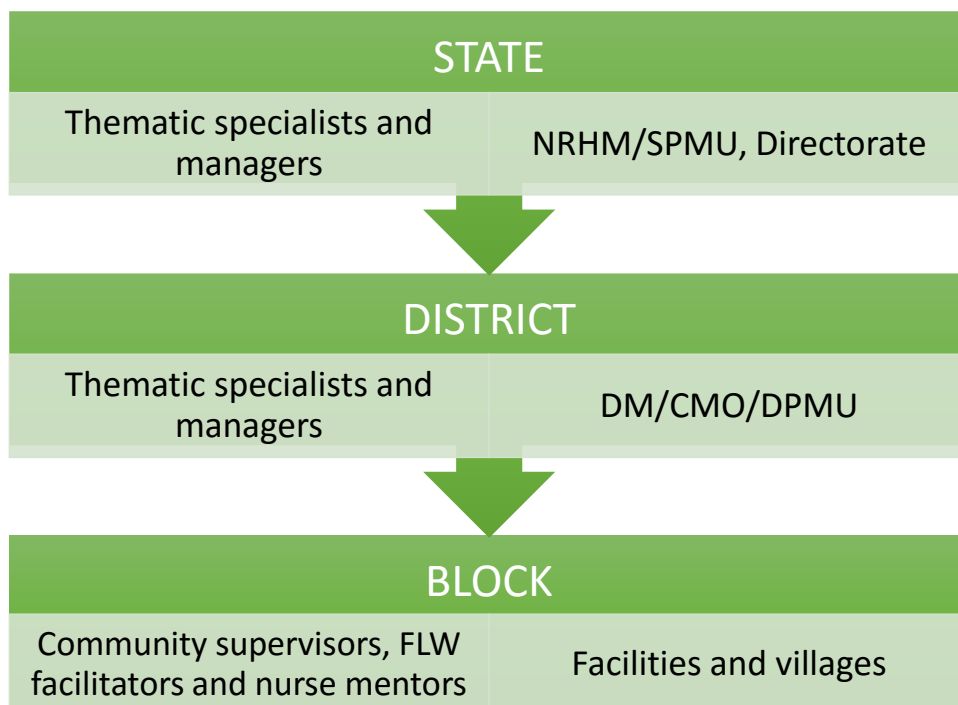 STATE
Thematic specialists and
managers
NRHM/SPMU, Directorate
DISTRICT
Thematic specialists and
managers
DM/CMO/DPMU
BLOCK
Community supervisors, FLW
facilitators and nurse mentors
Facilities and villages